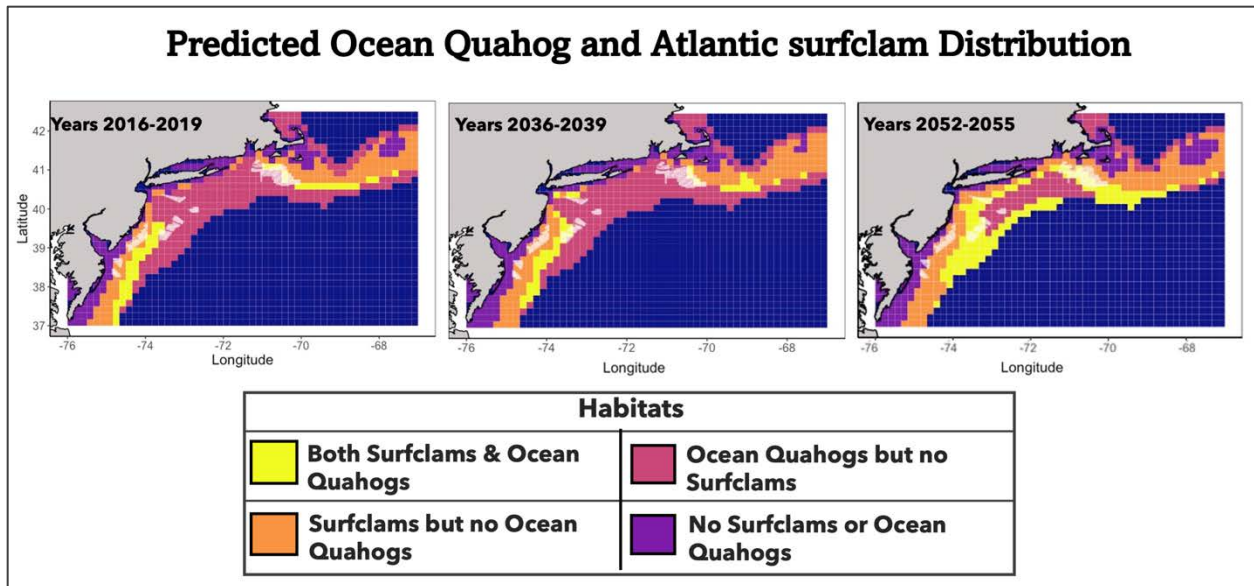 Predicted Ocean Quahog and Atlantic surfclam Distribution
Years 2016-2019
Years 2036-2039
Years 2052-2055
Latitude
42
41
40
39
38
37
-76
-74
-72
-70
-68
Longitude
-76
-74
-72
-70
-68
Longitude
-76
-74
-72
-70
-68
Longitude
Habitats
Both Surfclams & Ocean
Quahogs
Ocean Quahogs but no
Surfclams
Surfclams but no Ocean
Quahogs
No Surfclams or Ocean
Quahogs